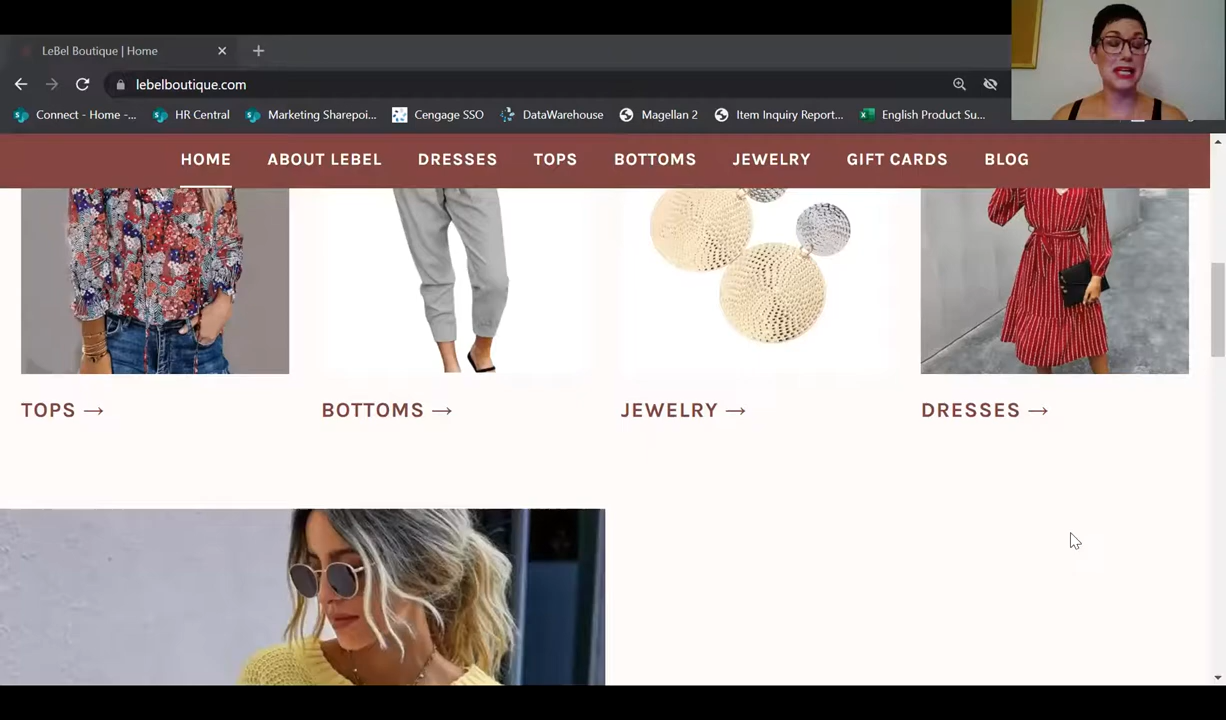 LeBel Boutique | Home
lebelboutique.com
Connect - Home -... HR Central Marketing Sharepoi... Cengage SSO DataWarehouse Magellan 2 Item Inquiry Report... English Product Su...
HOME ABOUT LEBEL DRESSES TOPS BOTTOMS JEWELRY GIFT CARDS BLOG
TOPS → BOTTOMS → JEWELRY → DRESSES →